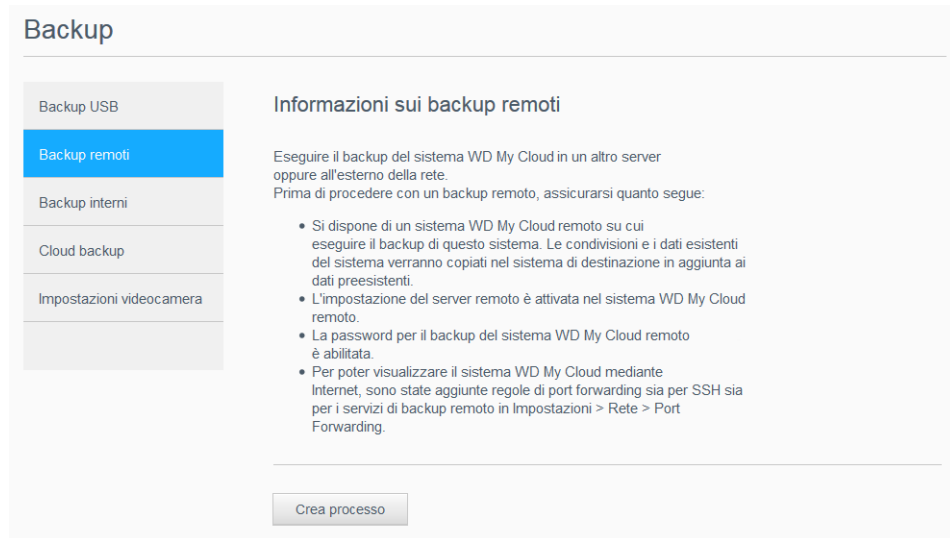 Backup
Backup USB
Backup remoti
Backup interni
Cloud backup
Impostazioni videocamera
Informazioni sui backup remoti
Eseguire il backup del sistema WD My Cloud in un altro server
oppure all'esterno della rete.
Prima di procedere con un backup remoto, assicurarsi quanto segue:
• Si dispone di un sistema WD My Cloud remoto su cui
eseguire il backup di questo sistema. Le condivisioni e i dati esistenti
del sistema verranno copiati nel sistema di destinazione in aggiunta ai
dati preesistenti.
• L'impostazione del server remoto è attivata nel sistema WD My Cloud
remoto.
• La password per il backup del sistema WD My Cloud remoto
è abilitata.
• Per poter visualizzare il sistema WD My Cloud mediante
Internet, sono state aggiunte regole di port forwarding sia per SSH sia
per i servizi di backup remoto in Impostazioni > Rete > Port
Forwarding.
Crea processo